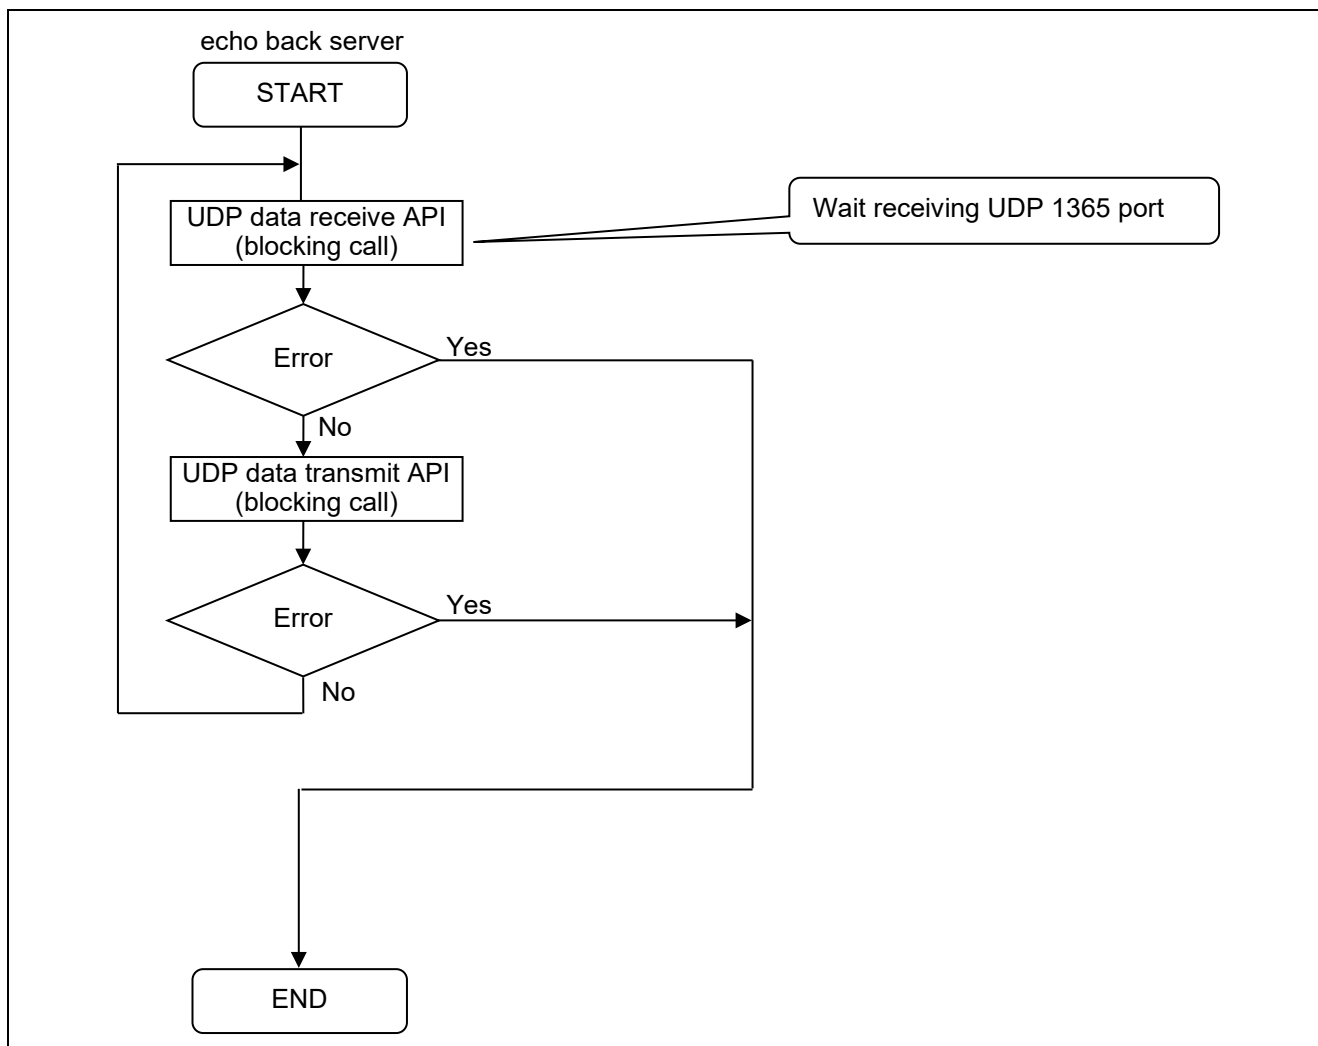 echo back server
START
UDP data receive API
(blocking call)
Wait receiving UDP 1365 port
Error
Yes
No
UDP data transmit API
(blocking call)
Error
Yes
No
END